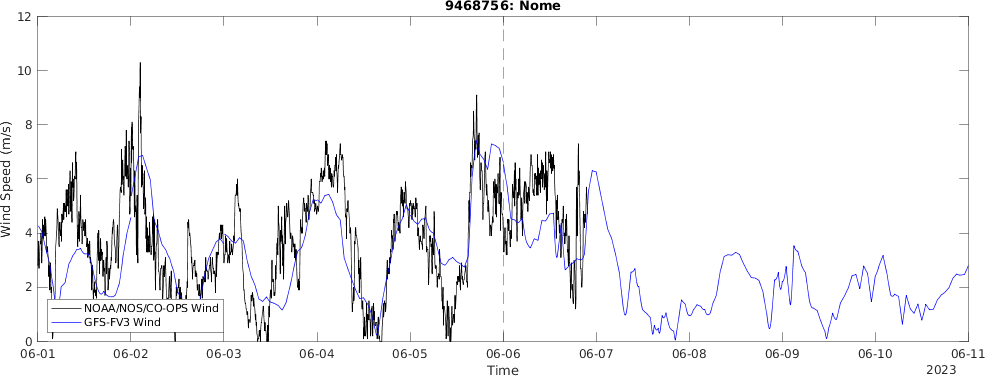 9468756: Nome
12
10
8
6
4
2
0
Wind Speed (m/s)
NOAA/NOS/CO-OPS Wind
GFS-FV3 Wind
06-01 06-02 06-03 06-04 06-05 06-06 06-07 06-08 06-09 06-10 06-11
Time
2023